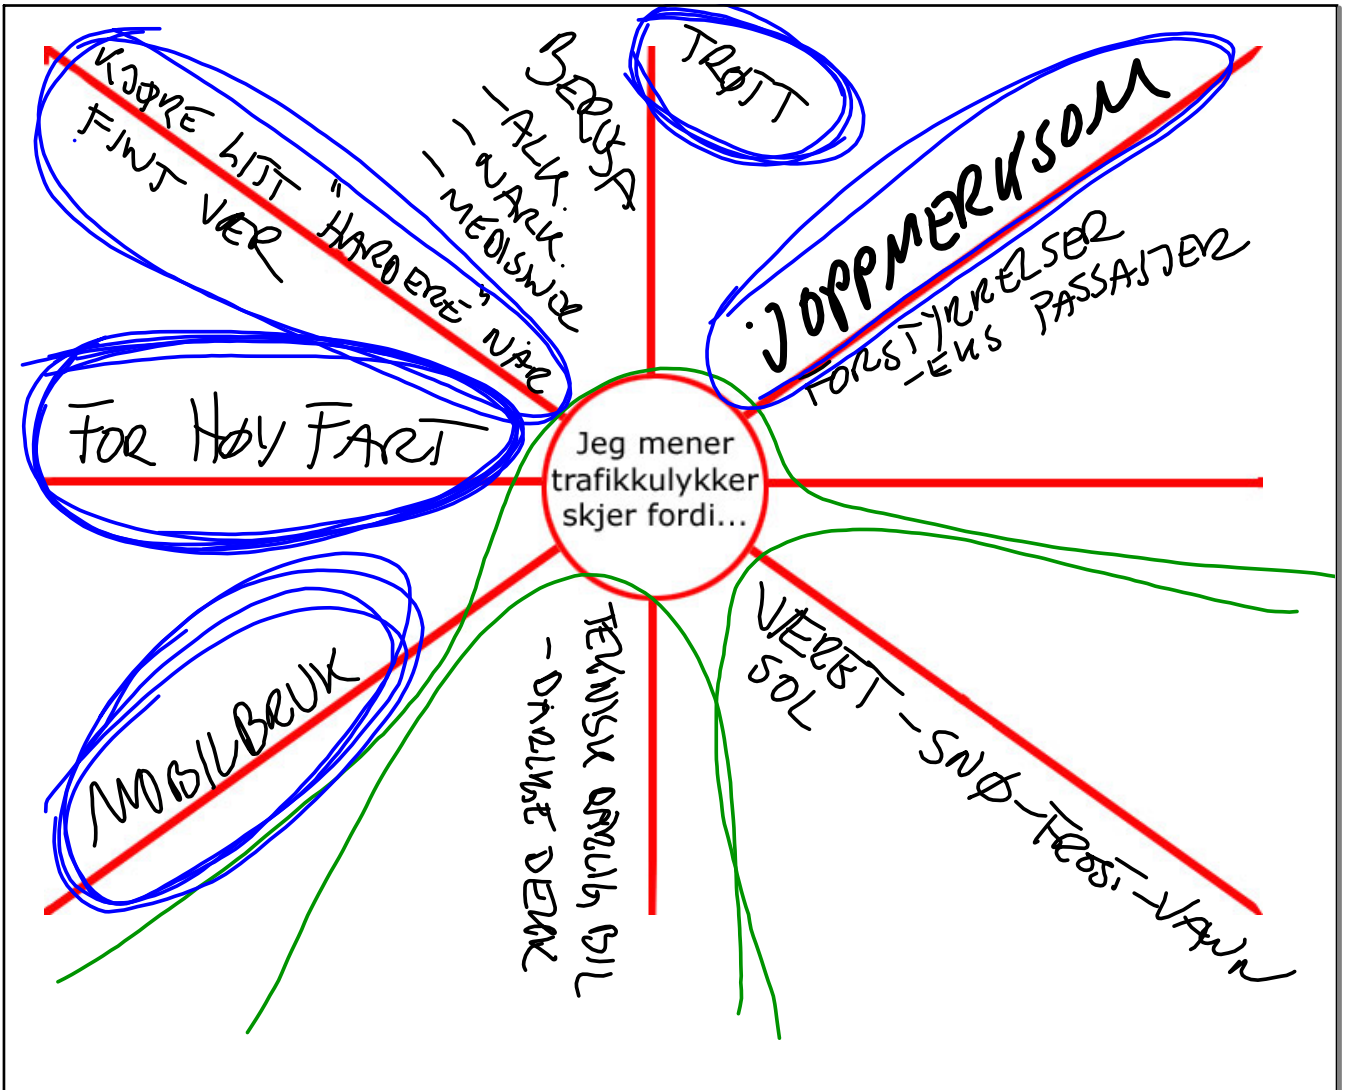 KJØRE LITT "HARDERE" NÅR
FINT VÆR
BERUSA
-ALK.
-NARK.
-MEDISINER
TRØTT
UOPPMERKSOM
FORSTYRRELSER
-EKS PASSASJER
FOR HØY FART
Jeg mener
trafikkulykker
skjer fordi...
MOBILBRUK
TEKNISK DÅRLIG BIL
- DÅRLIGE DEKK
VÆRET - SNØ - FROST - VANN
SOL